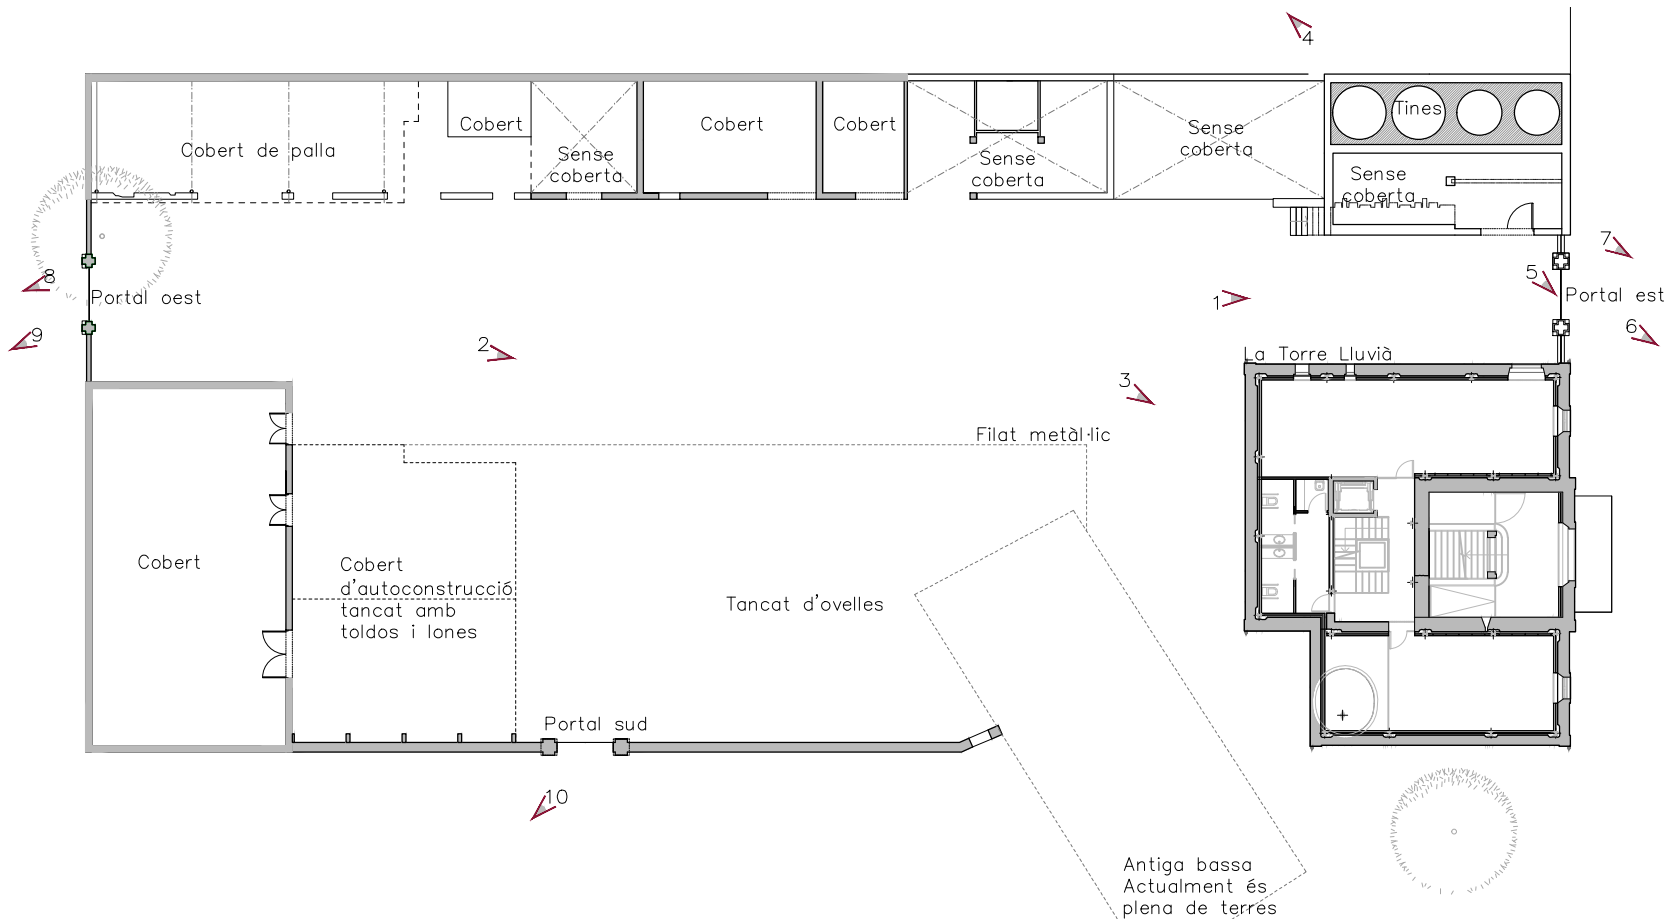 4
Tines
Cobert
Cobert
Cobert
Sense
coberta
Cobert de palla
Sense
coberta
Sense
coberta
Sense
coberta
7
5
8
Portal oest
1
Portal est
9
2
6
La Torre Lluvià
3
Filat metàl·lic
Cobert
Cobert
d'autoconstrucció
tancat amb
toldos i lones
Tancat d'ovelles
Portal sud
10
Antiga bassa
Actualment és
plena de terres